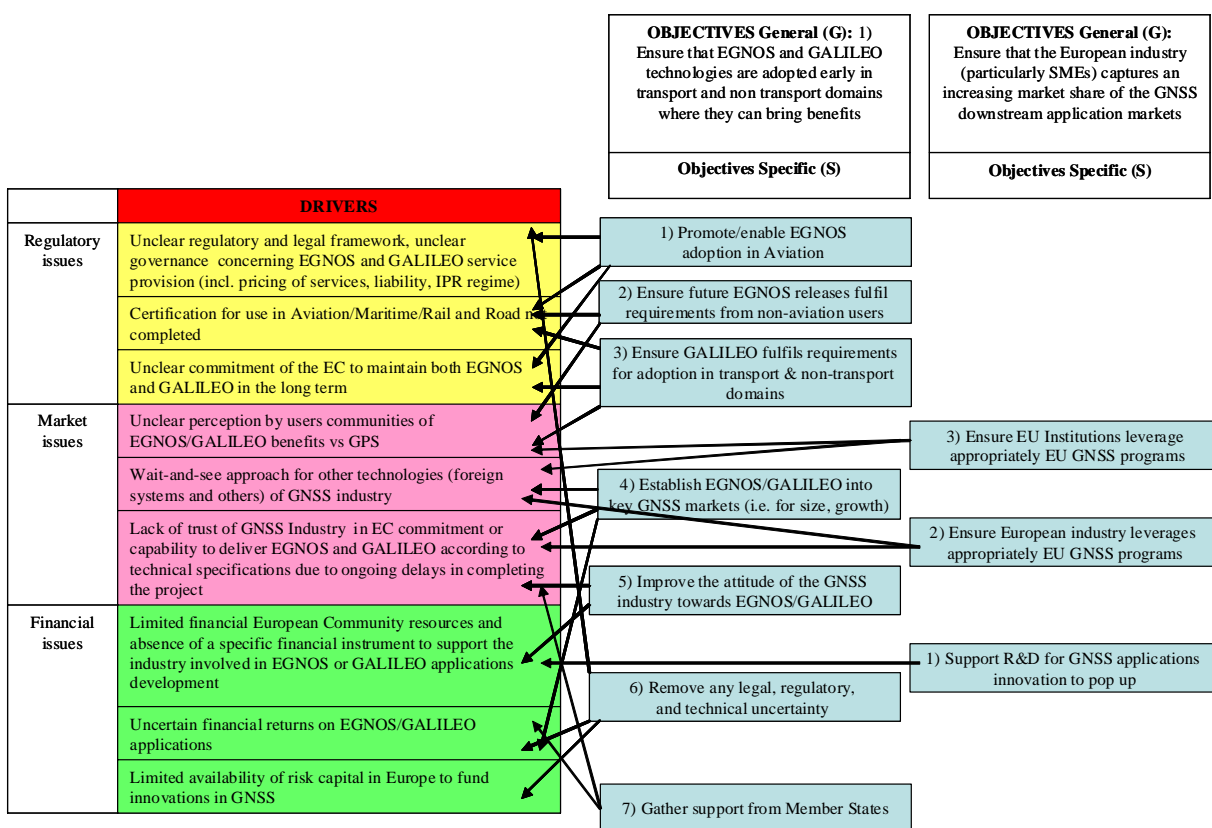 OBJECTIVES General (G): 1)
Ensure that EGNOS and GALILEO
technologies are adopted early in
transport and non transport domains
where they can bring benefits
Objectives Specific (S)
OBJECTIVES General (G):
Ensure that the European industry
(particularly SMEs) captures an
increasing market share of the GNSS
downstream application markets
Objectives Specific (S)
DRIVERS
Regulatory
issues
Unclear regulatory and legal framework, unclear
governance concerning EGNOS and GALILEO service
provision (incl. pricing of services, liability, IPR regime)
Certification for use in Aviation/Maritime/Rail and Road
completed
Unclear commitment of the EC to maintain both EGNOS
and GALILEO in the long term
Market
issues
Unclear perception by users communities of
EGNOS/GALILEO benefits vs GPS
Wait-and-see approach for other technologies (foreign
systems and others) of GNSS industry
Lack of trust of GNSS Industry in EC commitment or
capability to deliver EGNOS and GALILEO according to
technical specifications due to ongoing delays in completing
the project
Financial
issues
Limited financial European Community resources and
absence of a specific financial instrument to support the
industry involved in EGNOS or GALILEO applications
development
Uncertain financial returns on EGNOS/GALILEO
applications
Limited availability of risk capital in Europe to fund
innovations in GNSS
1) Promote/enable EGNOS
adoption in Aviation
2) Ensure future EGNOS releases fulfil
requirements from non-aviation users
3) Ensure GALILEO fulfils requirements
for adoption in transport & non-transport
domains
4) Establish EGNOS/GALILEO into
key GNSS markets (i.e. for size, growth)
5) Improve the attitude of the GNSS
industry towards EGNOS/GALILEO
6) Remove any legal, regulatory,
and technical uncertainty
7) Gather support from Member States
3) Ensure EU Institutions leverage
appropriately EU GNSS programs
2) Ensure European industry leverages
appropriately EU GNSS programs
1) Support R&D for GNSS applications
innovation to pop up